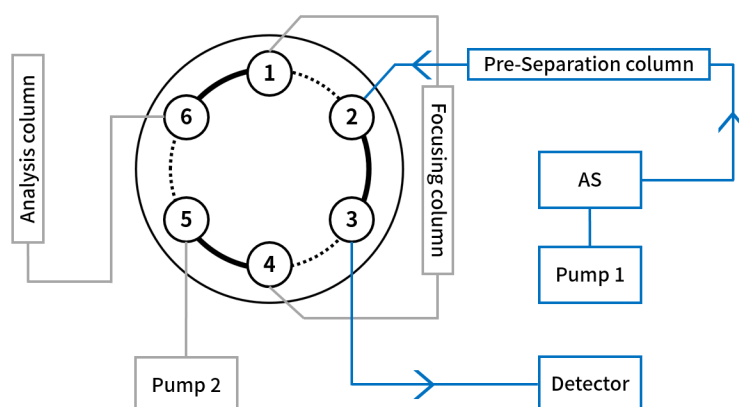 1
Pre-Separation column
2
6
Analysis column
Focusing column
AS
5
3
4
Pump 1
Pump 2
Detector